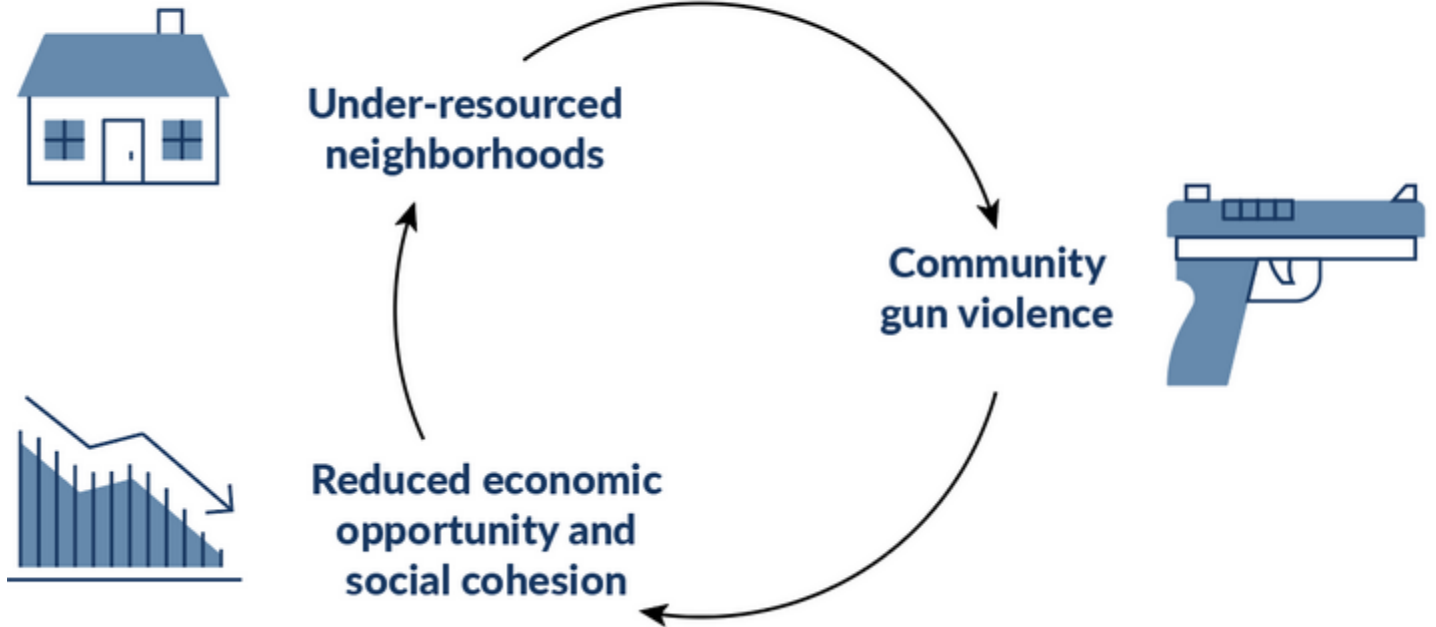 Under-resourced
neighborhoods
Community
gun violence
Reduced economic
opportunity and
social cohesion